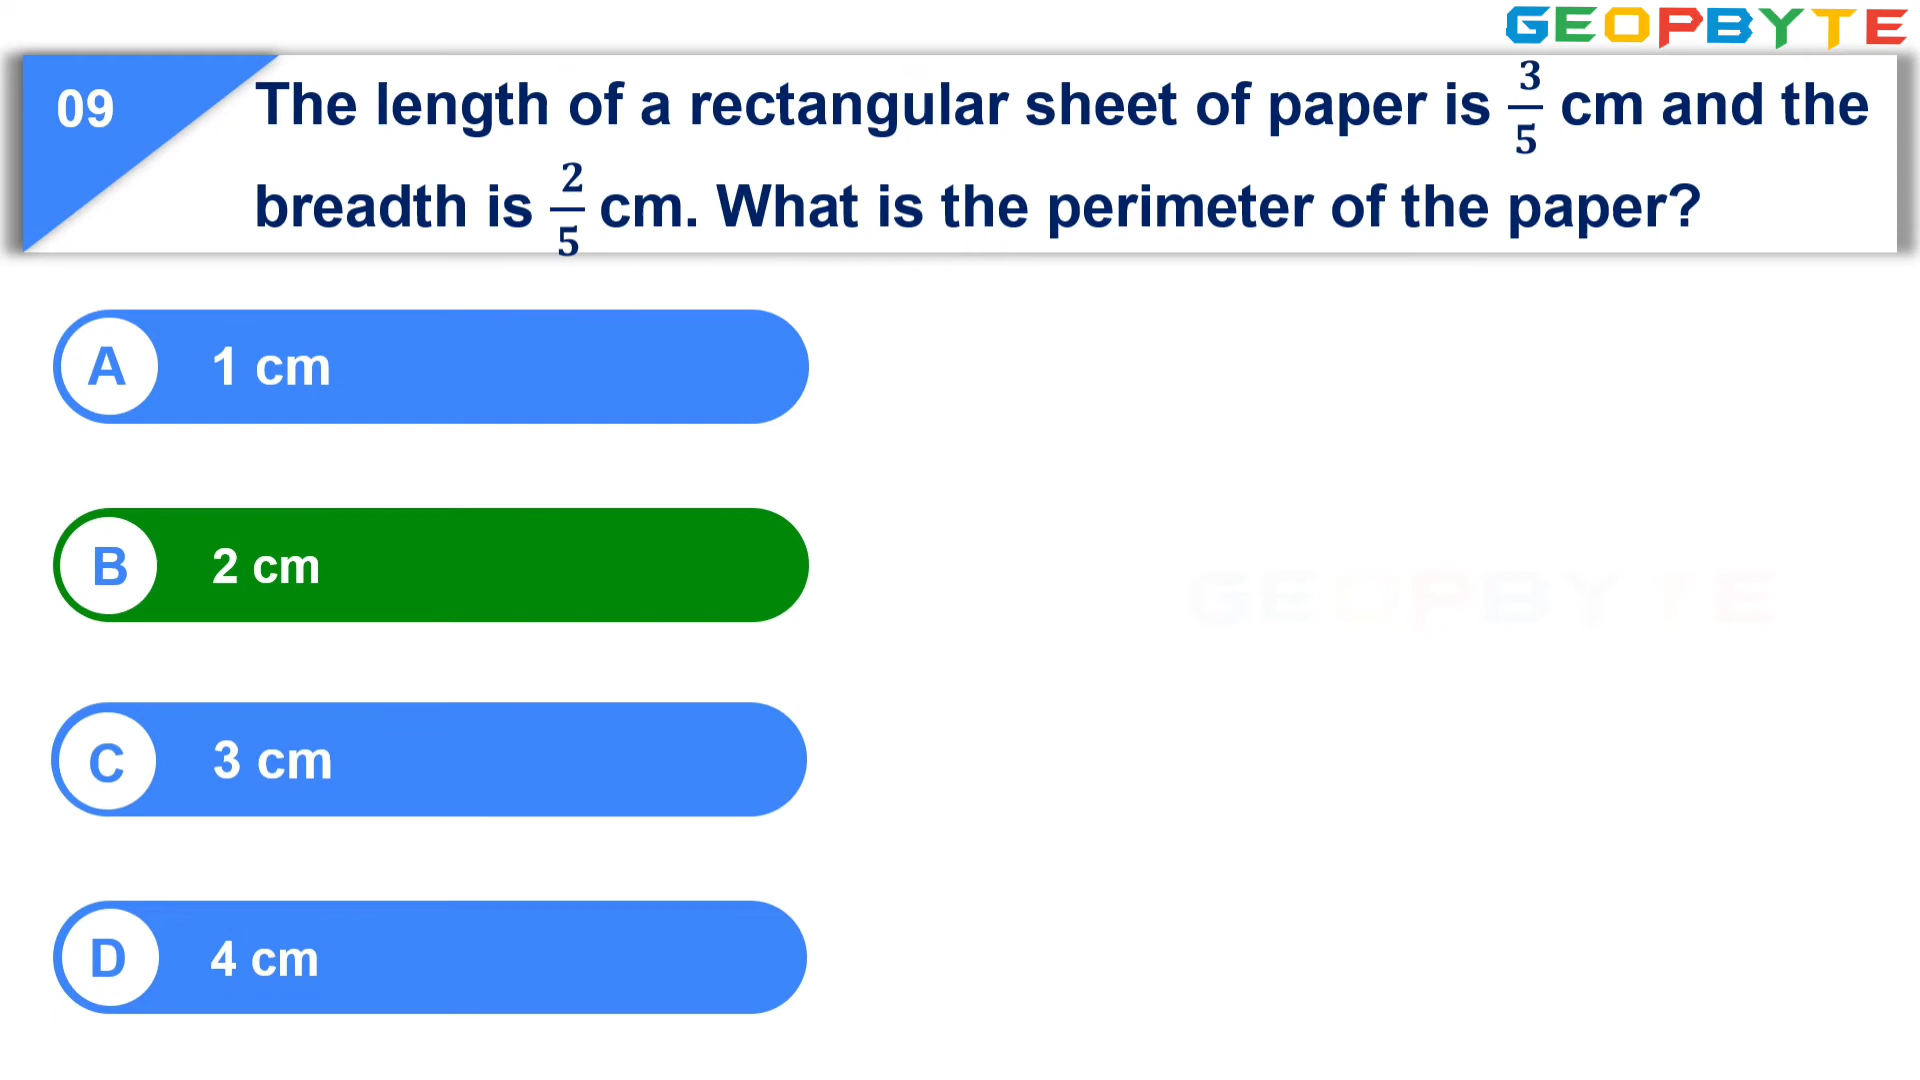 GEOPBYTE
09
The length of a rectangular sheet of paper is 3/5 cm and the
breadth is 2/5 cm. What is the perimeter of the paper?
A 1 cm
B 2 cm
GEOPBYTE
C 3 cm
D 4 cm